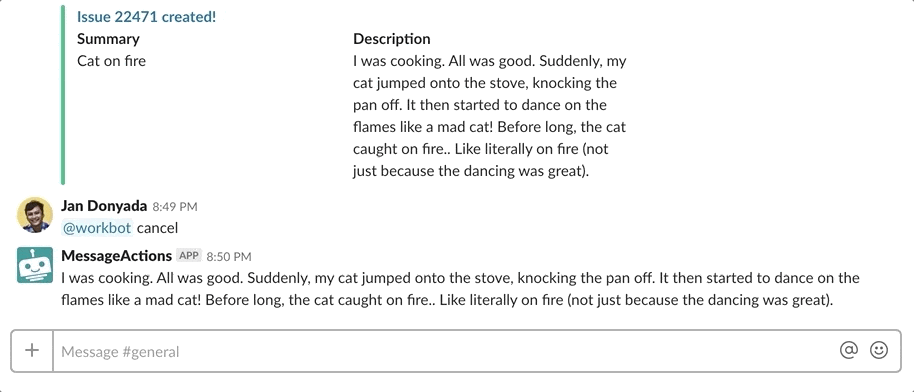 Issue 22471 created!
Summary
Cat on fire
Description
I was cooking. All was good. Suddenly, my
cat jumped onto the stove, knocking the
pan off. It then started to dance on the
flames like a mad cat! Before long, the cat
caught on fire.. Like literally on fire (not
just because the dancing was great).
Jan Donyada 8:49 PM
@workbot cancel
MessageActions APP 8:50 PM
I was cooking. All was good. Suddenly, my cat jumped onto the stove, knocking the pan off. It then started to dance on the
flames like a mad cat! Before long, the cat caught on fire.. Like literally on fire (not just because the dancing was great).
Message #general